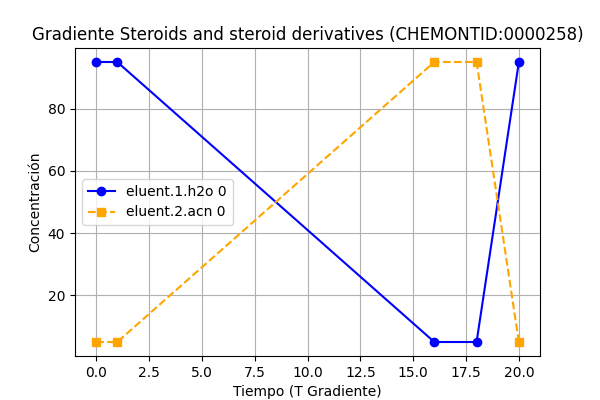 Gradiente Steroids and steroid derivatives (CHEMONTID:0000258)
80
60
40
20
Concentración
eluent.1.h2o 0
eluent.2.acn 0
0.0 2.5 5.0 7.5 10.0 12.5 15.0 17.5 20.0
Tiempo (T Gradiente)